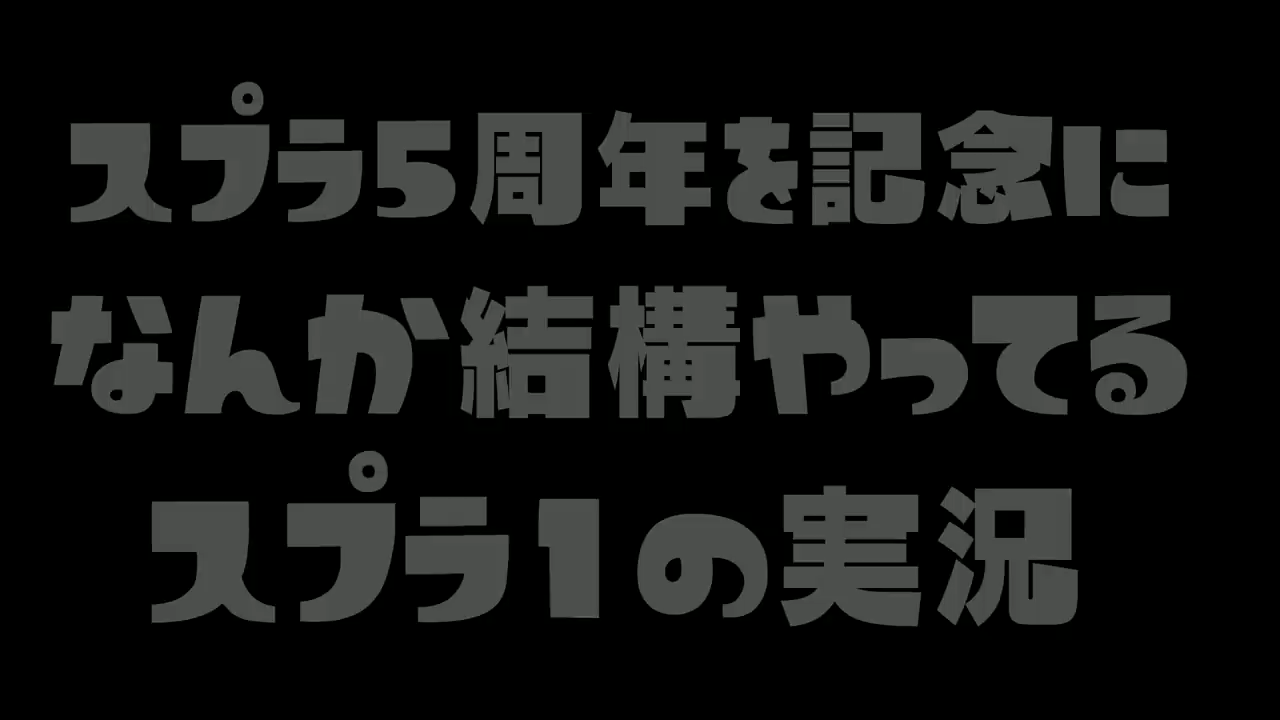 スプラ5周年を記念に
なんか結構やってる
スプラ1の実況